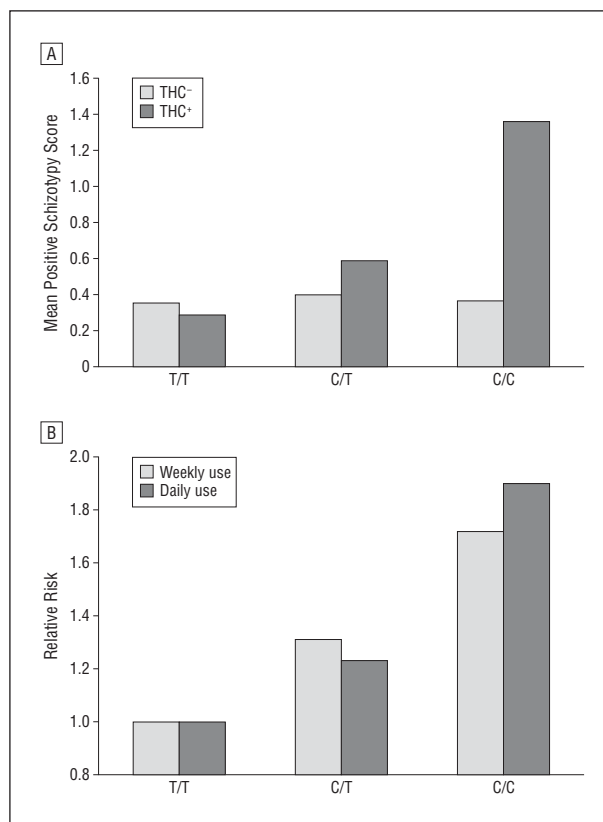 A
THC⁻
THC⁺
Mean Positive Schizotypy Score
1.6
1.4
1.2
1.0
0.8
0.6
0.4
0.2
0
T/T C/T C/C
B
Weekly use
Daily use
Relative Risk
2.0
1.8
1.6
1.4
1.2
1.0
0.8
T/T C/T C/C